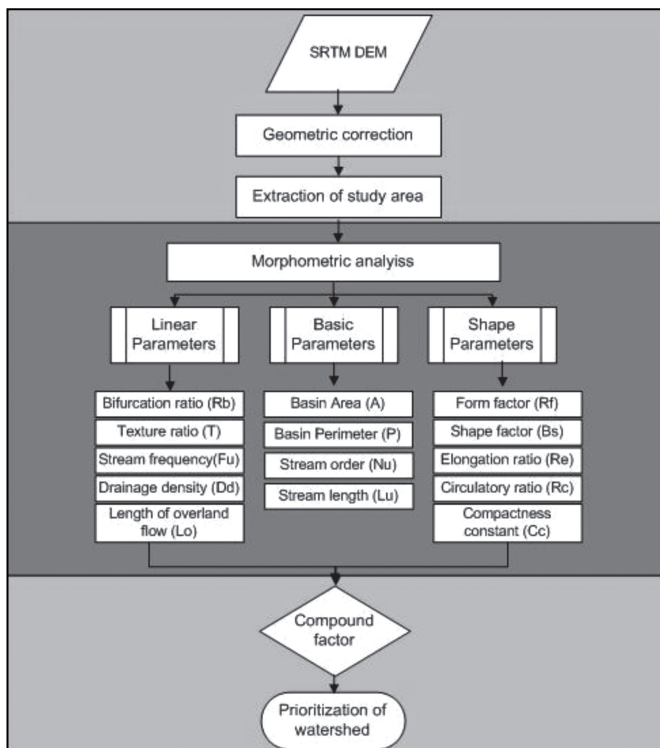 SRTM DEM
Geometric correction
Extraction of study area
Morphometric analyiss
Linear
Parameters
Basic
Parameters
Shape
Parameters
Bifurcation ratio (Rb)
Texture ratio (T)
Stream frequency(Fu)
Drainage density (Dd)
Length of overland
flow (Lo)
Basin Area (A)
Basin Perimeter (P)
Stream order (Nu)
Stream length (Lu)
Form factor (Rf)
Shape factor (Bs)
Elongation ratio (Re)
Circulatory ratio (Rc)
Compactness
constant (Cc)
Compound
factor
Prioritization of
watershed